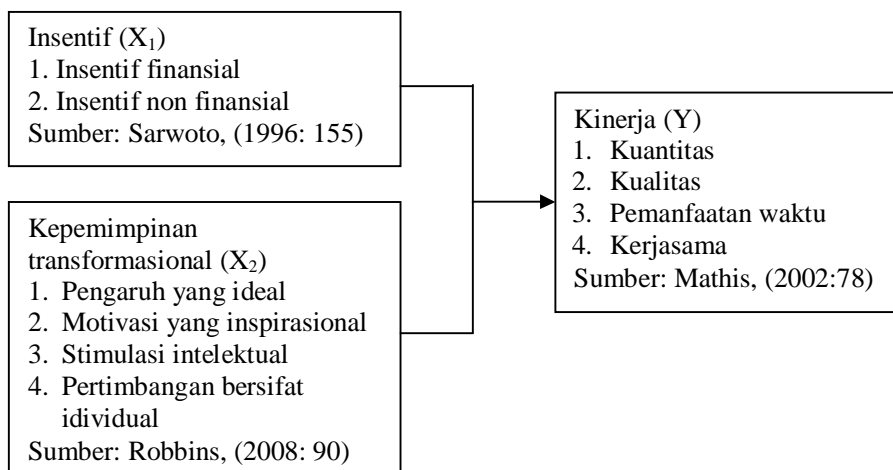 Insentif (X₁)
1. Insentif finansial
2. Insentif non finansial
Sumber: Sarwoto, (1996: 155)
Kepemimpinan
transformasional (X₂)
1. Pengaruh yang ideal
2. Motivasi yang inspirasional
3. Stimulasi intelektual
4. Pertimbangan bersifat
idividual
Sumber: Robbins, (2008: 90)
Kinerja (Y)
1. Kuantitas
2. Kualitas
3. Pemanfaatan waktu
4. Kerjasama
Sumber: Mathis, (2002:78)